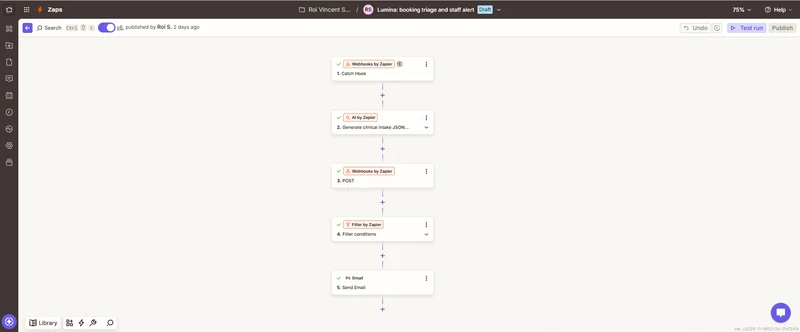 Zaps
Roi Vincent S... / RS Lumina: booking triage and staff alert Draft
75%
Help
Search Ctrl K
v8, published by Roi S. 2 days ago
Undo
Test run
Publish
Webhooks by Zapier
1. Catch Hook
AI by Zapier
2. Generate clinical intake JSON...
Webhooks by Zapier
3. POST
Filter by Zapier
4. Filter conditions
Gmail
5. Send Email
Library